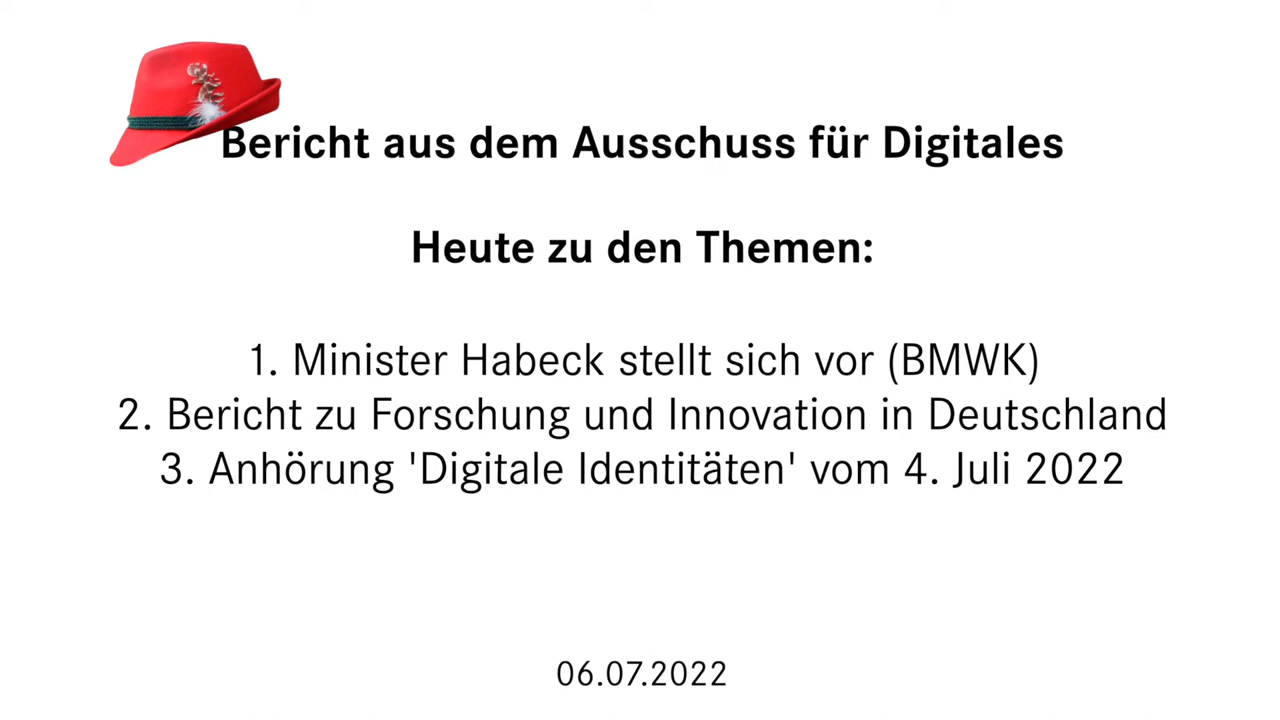 Bericht aus dem Ausschuss für Digitales
Heute zu den Themen:
1. Minister Habeck stellt sich vor (BMWK)
2. Bericht zu Forschung und Innovation in Deutschland
3. Anhörung 'Digitale Identitäten' vom 4. Juli 2022
06.07.2022